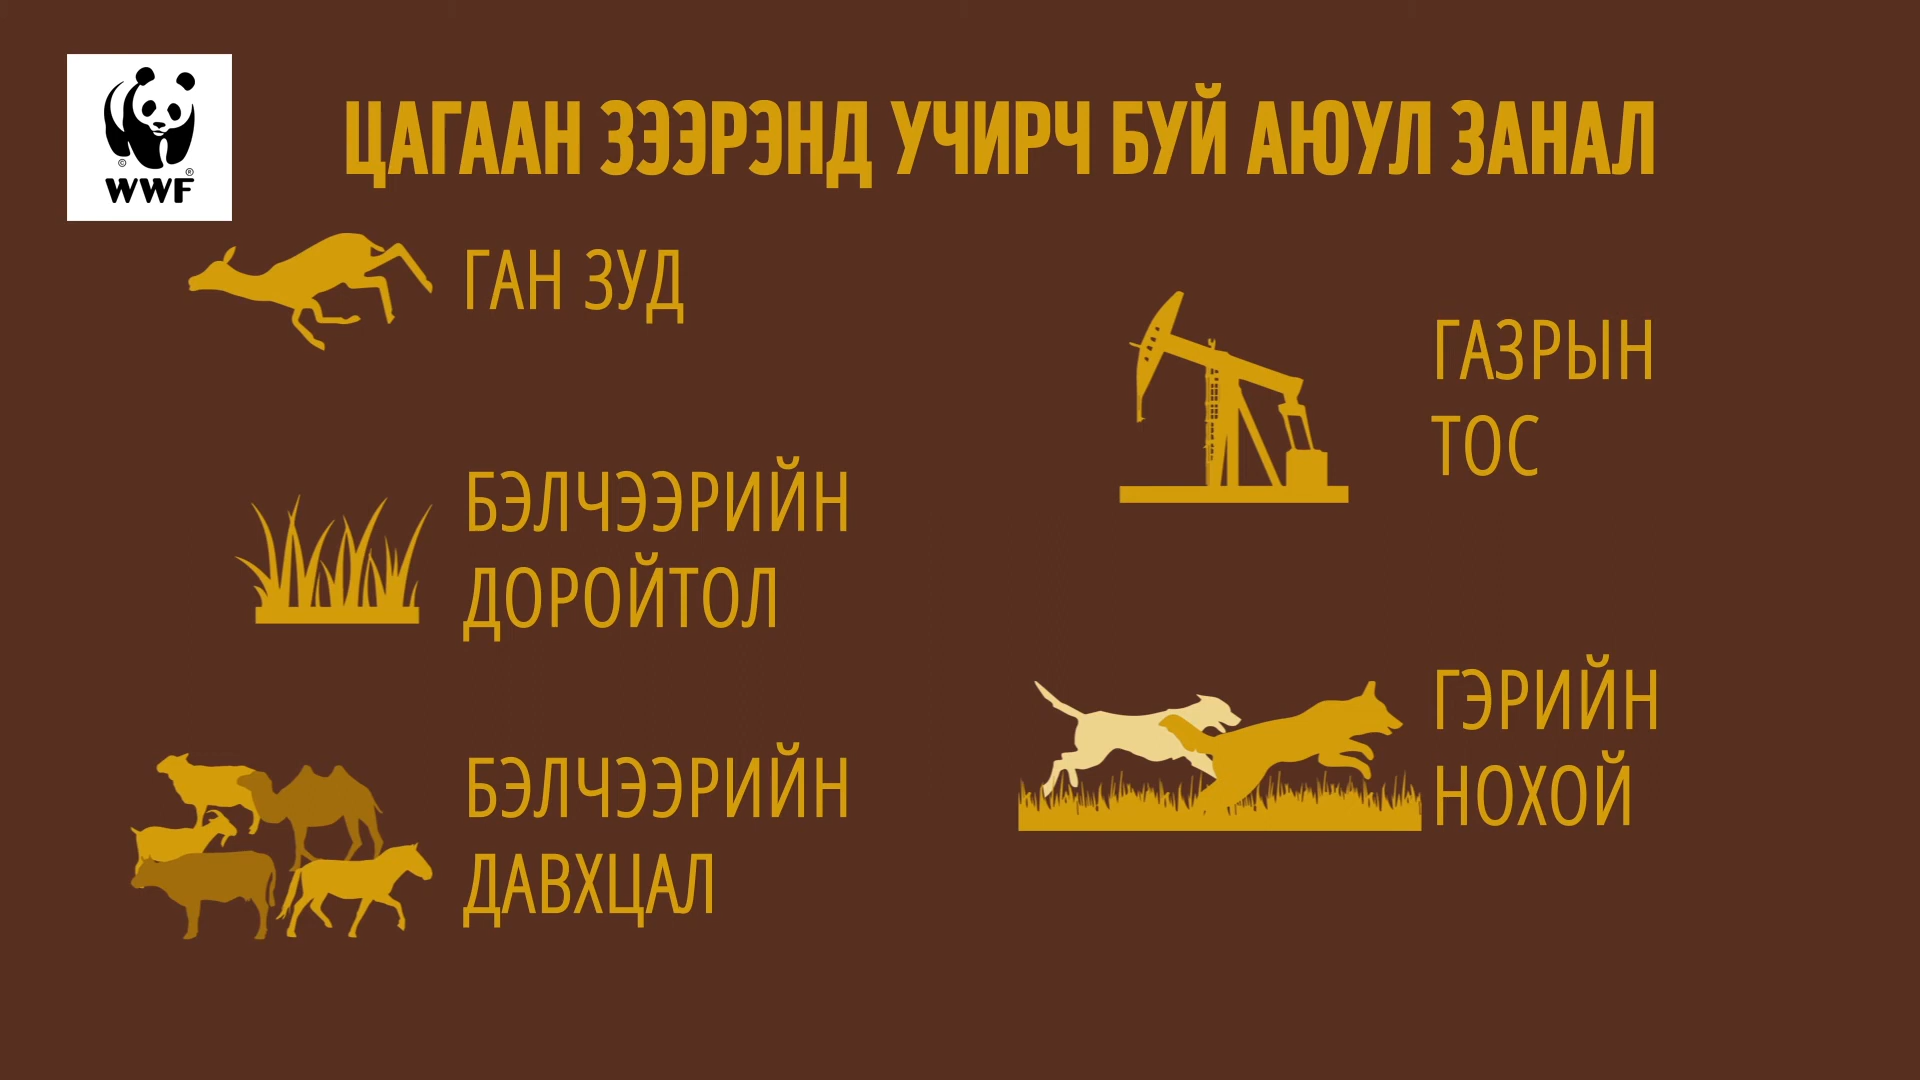 WWF
ЦАГААН ЗЭЭРЭНД УЧИРЧ БУЙ АЮУЛ ЗАНАЛ
ГАН ЗУД
БЭЛЧЭЭРИЙН
ДОРОЙТОЛ
БЭЛЧЭЭРИЙН
ДАВХЦАЛ
ГАЗРЫН
ТОС
ГЭРИЙН
НОХОЙ